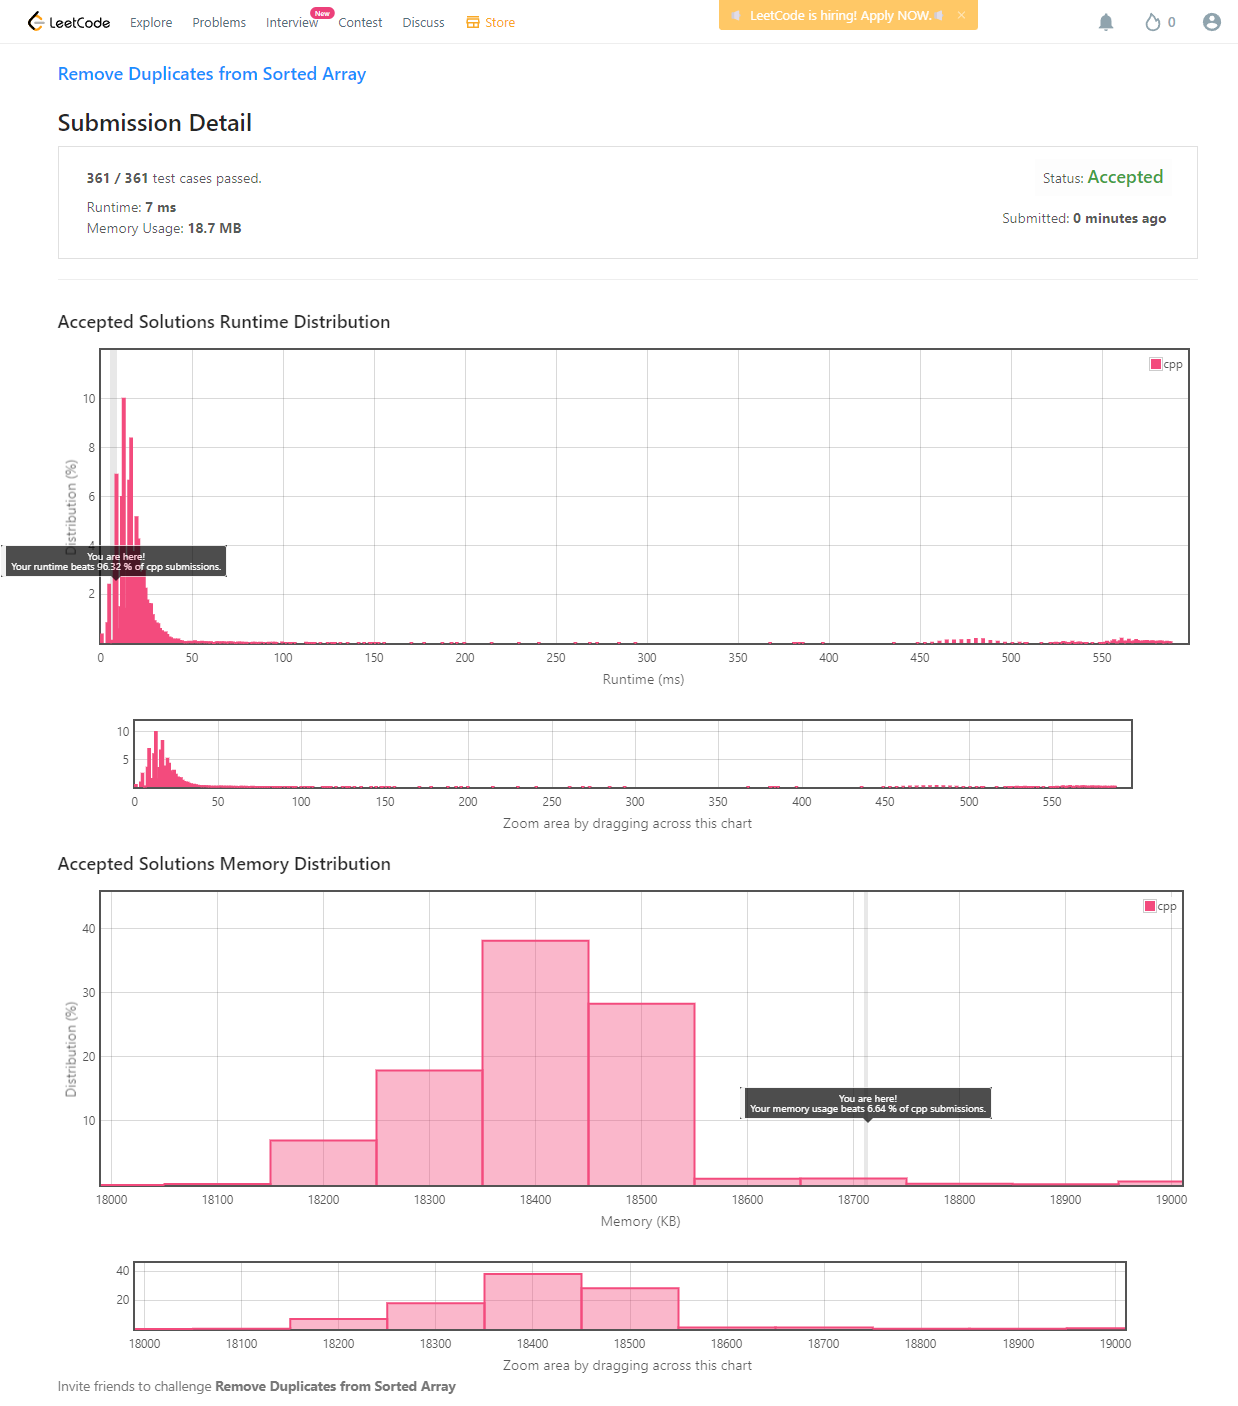 LeetCode Explore Problems Interview New Contest Discuss Store LeetCode is hiring! Apply NOW. × 0
Remove Duplicates from Sorted Array
Submission Detail
361 / 361 test cases passed. Status: Accepted
Runtime: 7 ms
Memory Usage: 18.7 MB Submitted: 0 minutes ago
Accepted Solutions Runtime Distribution
cpp
10
8
6
4
2
Distribution (%)
You are here!
Your runtime beats 96.32 % of cpp submissions.
0 50 100 150 200 250 300 350 400 450 500 550
Runtime (ms)
10
5
0 50 100 150 200 250 300 350 400 450 500 550
Zoom area by dragging across this chart
Accepted Solutions Memory Distribution
cpp
40
30
20
10
Distribution (%)
You are here!
Your memory usage beats 6.64 % of cpp submissions.
18000 18100 18200 18300 18400 18500 18600 18700 18800 18900 19000
Memory (KB)
40
20
18000 18100 18200 18300 18400 18500 18600 18700 18800 18900 19000
Zoom area by dragging across this chart
Invite friends to challenge Remove Duplicates from Sorted Array